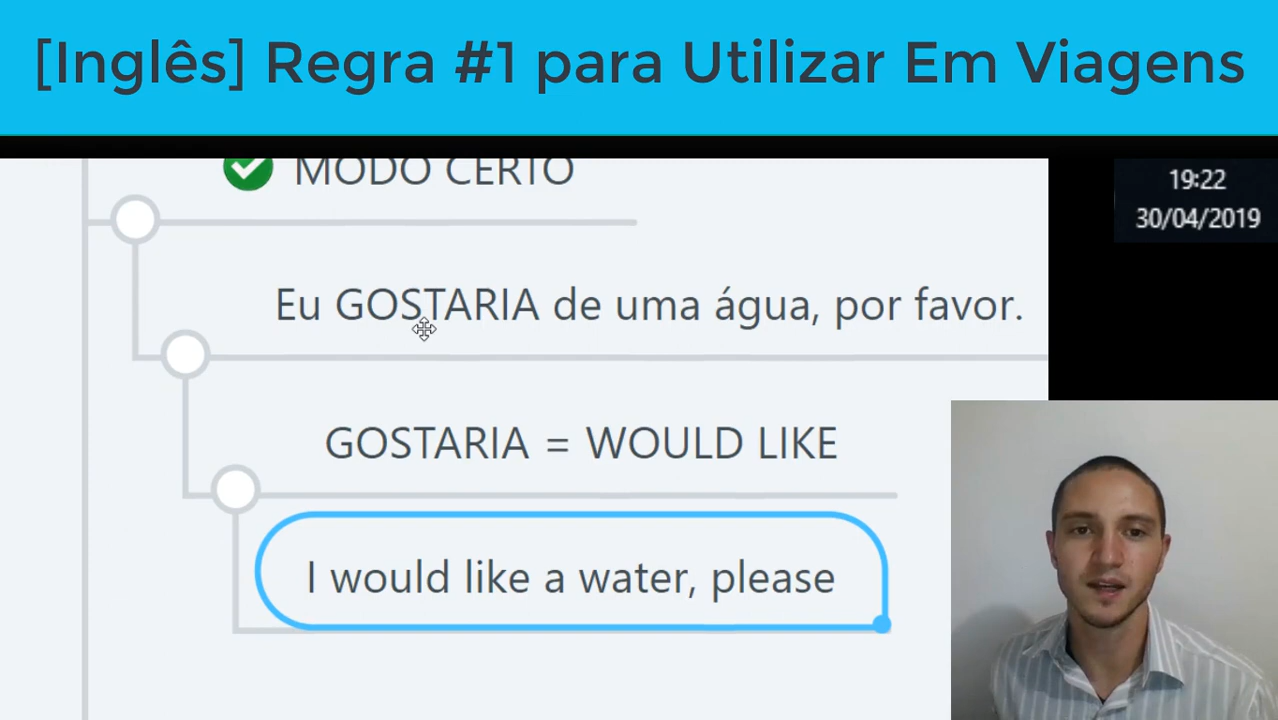 [Inglês] Regra #1 para Utilizar Em Viagens
MODO CERTO
19:22
30/04/2019
Eu GOSTARIA de uma água, por favor.
GOSTARIA = WOULD LIKE
I would like a water, please